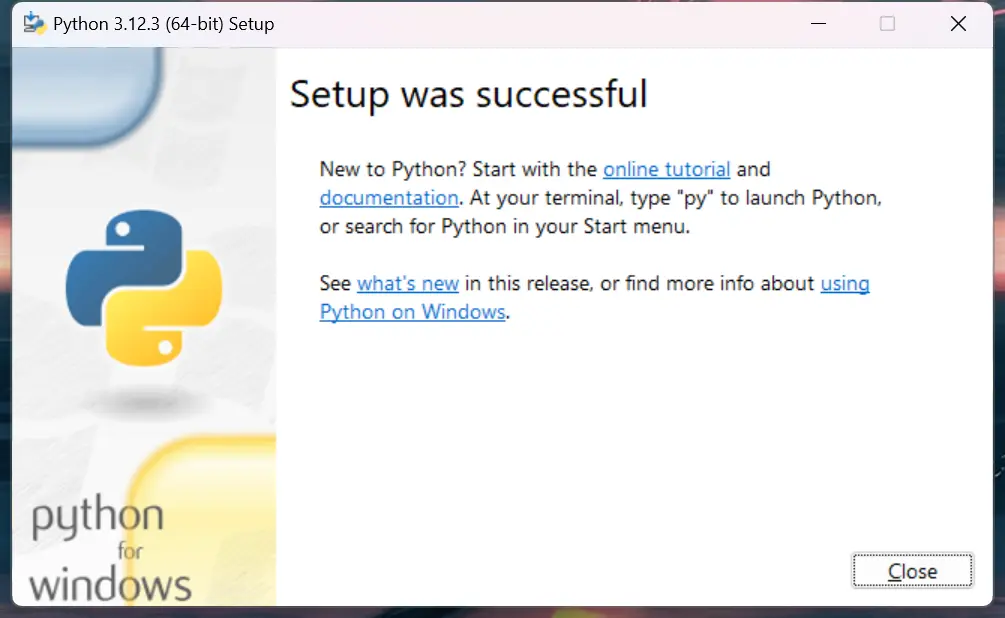 Python 3.12.3 (64-bit) Setup
Setup was successful
New to Python? Start with the online tutorial and
documentation. At your terminal, type "py" to launch Python,
or search for Python in your Start menu.
See what's new in this release, or find more info about using
Python on Windows.
python
for
windows
Close